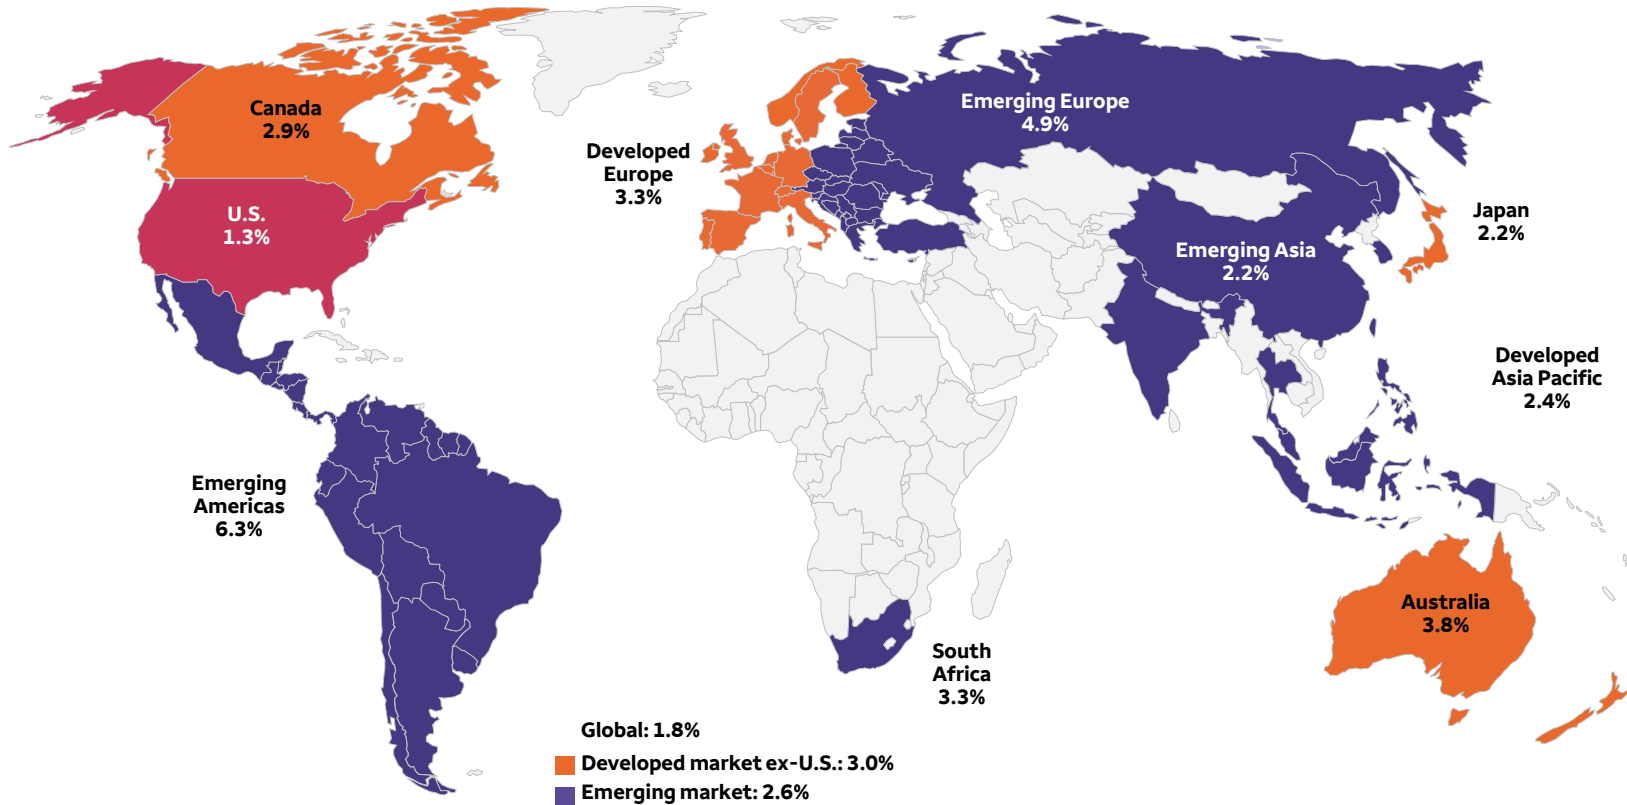 Canada
2.9%
U.S.
1.3%
Developed
Europe
3.3%
Emerging Europe
4.9%
Japan
2.2%
Emerging Asia
2.2%
Developed
Asia Pacific
2.4%
Emerging
Americas
6.3%
Australia
3.8%
South
Africa
3.3%
Global: 1.8%
Developed market ex-U.S.: 3.0%
Emerging market: 2.6%